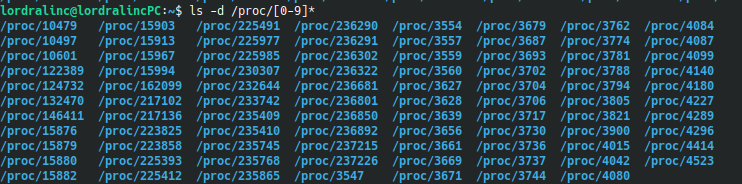 lordralinc@lordralincPC:~$ ls -d /proc/[0-9]*
/proc/10479 /proc/15903 /proc/225491 /proc/236290 /proc/3554 /proc/3679 /proc/3762 /proc/4084
/proc/10497 /proc/15913 /proc/225977 /proc/236291 /proc/3557 /proc/3687 /proc/3774 /proc/4087
/proc/10601 /proc/15967 /proc/225985 /proc/236302 /proc/3559 /proc/3693 /proc/3781 /proc/4099
/proc/122389 /proc/15994 /proc/230307 /proc/236322 /proc/3560 /proc/3702 /proc/3788 /proc/4140
/proc/124732 /proc/162099 /proc/232644 /proc/236681 /proc/3627 /proc/3704 /proc/3794 /proc/4180
/proc/132470 /proc/217102 /proc/233742 /proc/236801 /proc/3628 /proc/3706 /proc/3805 /proc/4227
/proc/146411 /proc/217136 /proc/235409 /proc/236850 /proc/3639 /proc/3717 /proc/3821 /proc/4289
/proc/15876 /proc/223825 /proc/235410 /proc/236892 /proc/3656 /proc/3730 /proc/3900 /proc/4296
/proc/15879 /proc/223858 /proc/235745 /proc/237215 /proc/3661 /proc/3736 /proc/4015 /proc/4414
/proc/15880 /proc/225393 /proc/235768 /proc/237226 /proc/3669 /proc/3737 /proc/4042 /proc/4523
/proc/15882 /proc/225412 /proc/235865 /proc/3547 /proc/3671 /proc/3744 /proc/4080